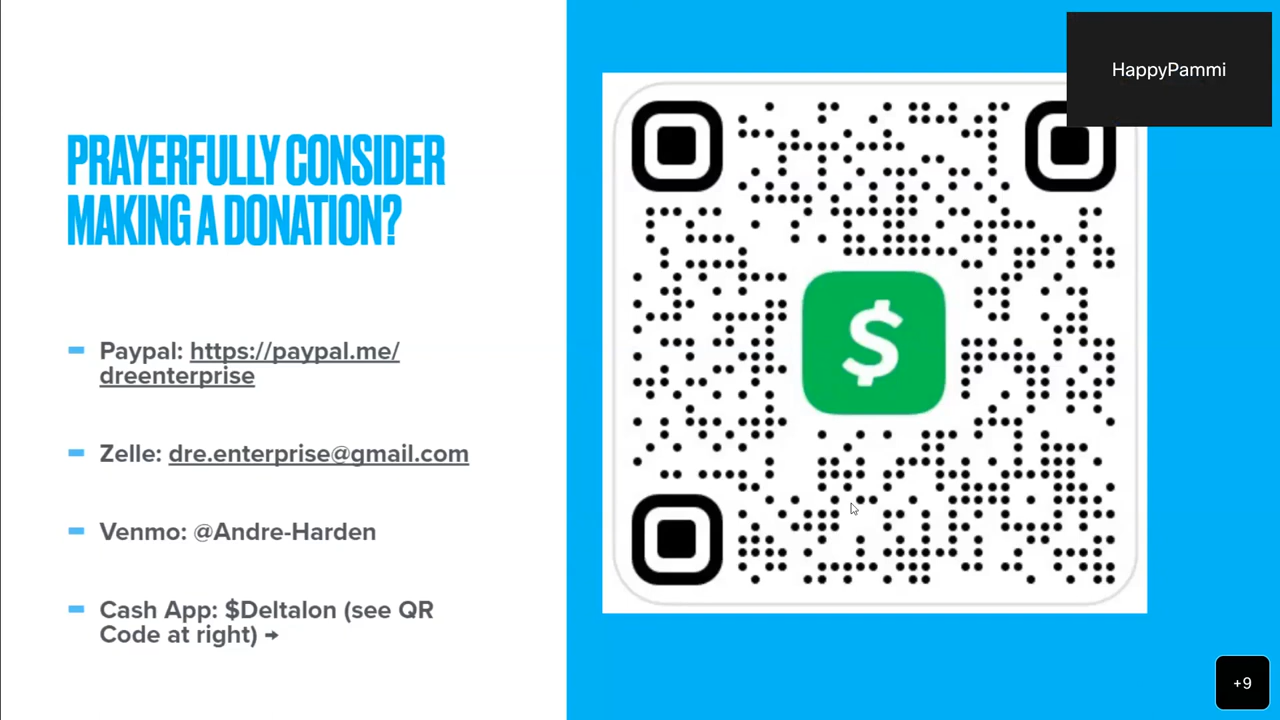 PRAYERFULLY CONSIDER
MAKING A DONATION?
Paypal: https://paypal.me/
dreenterprise
Zelle: dre.enterprise@gmail.com
Venmo: @Andre-Harden
Cash App: $Deltalon (see QR
Code at right) →
$
HappyPammi
+9